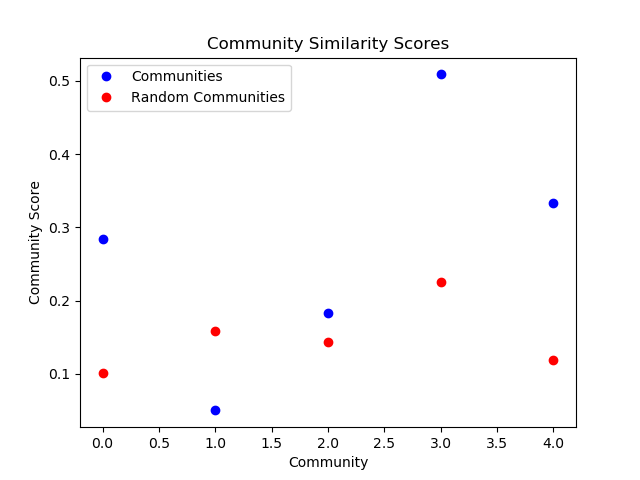 Community Similarity Scores
Communities
Random Communities
0.5
0.4
0.3
0.2
0.1
Community Score
0.0 0.5 1.0 1.5 2.0 2.5 3.0 3.5 4.0
Community